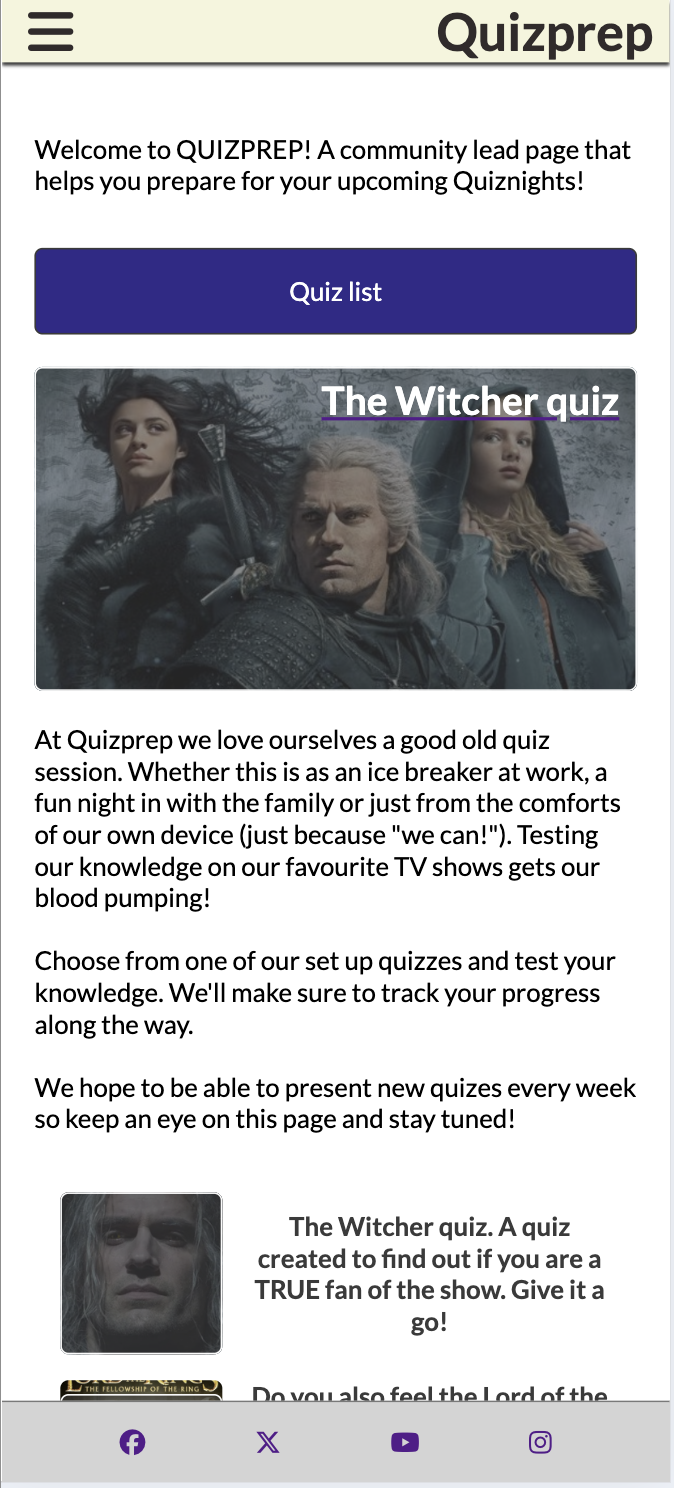 Quizprep
Welcome to QUIZPREP! A community lead page that
helps you prepare for your upcoming Quiznights!
Quiz list
The Witcher quiz
At Quizprep we love ourselves a good old quiz
session. Whether this is as an ice breaker at work, a
fun night in with the family or just from the comforts
of our own device (just because "we can!"). Testing
our knowledge on our favourite TV shows gets our
blood pumping!
Choose from one of our set up quizzes and test your
knowledge. We'll make sure to track your progress
along the way.
We hope to be able to present new quizes every week
so keep an eye on this page and stay tuned!
The Witcher quiz. A quiz
created to find out if you are a
TRUE fan of the show. Give it a
go!
LORD OF THE RINGS
THE FELLOWSHIP OF THE RING
Do you also feel the Lord of the